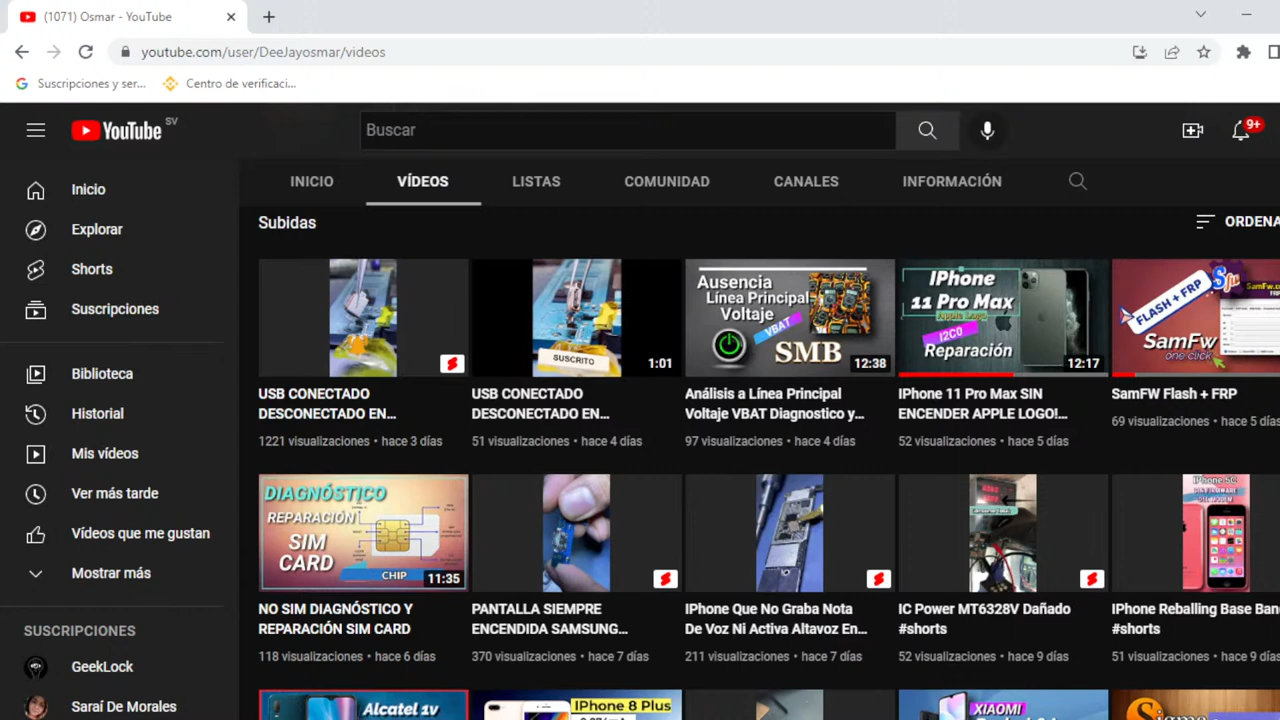 (1071) Osmar - YouTube
youtube.com/user/DeeJayosmar/videos
Suscripciones y ser...
Centro de verificaci...
YouTube SV
Buscar
9+
Inicio
Explorar
Shorts
Suscripciones
Biblioteca
Historial
Mis vídeos
Ver más tarde
Vídeos que me gustan
Mostrar más
SUSCRIPCIONES
GeekLock
Saraí De Morales
INICIO
VÍDEOS
LISTAS
COMUNIDAD
CANALES
INFORMACIÓN
Subidas
ORDENA
USB CONECTADO
DESCONECTADO EN...
1221 visualizaciones • hace 3 días
SUSCRITO
1:01
USB CONECTADO
DESCONECTADO EN...
51 visualizaciones • hace 4 días
Ausencia
Línea Principal
Voltaje
VBAT
SMB
12:38
Análisis a Línea Principal
Voltaje VBAT Diagnostico y...
97 visualizaciones • hace 4 días
IPhone
11 Pro Max
Apple Logo
I2C0
Reparación
12:17
IPhone 11 Pro Max SIN
ENCENDER APPLE LOGO!...
52 visualizaciones • hace 5 días
FLASH + FRP
SamFw
one click
SamFW Flash + FRP
69 visualizaciones • hace 5 días
DIAGNÓSTICO
REPARACIÓN
SIM
CARD
CHIP
11:35
NO SIM DIAGNÓSTICO Y
REPARACIÓN SIM CARD
118 visualizaciones • hace 6 días
PANTALLA SIEMPRE
ENCENDIDA SAMSUNG...
370 visualizaciones • hace 7 días
IPhone Que No Graba Nota
De Voz Ni Activa Altavoz En...
211 visualizaciones • hace 7 días
IC Power MT6328V Dañado
#shorts
52 visualizaciones • hace 9 días
IPhone 5C
IPhone Reballing Base Ban
#shorts
51 visualizaciones • hace 9 días
Alcatel 1v
IPhone 8 Plus
XIAOMI
Sigma